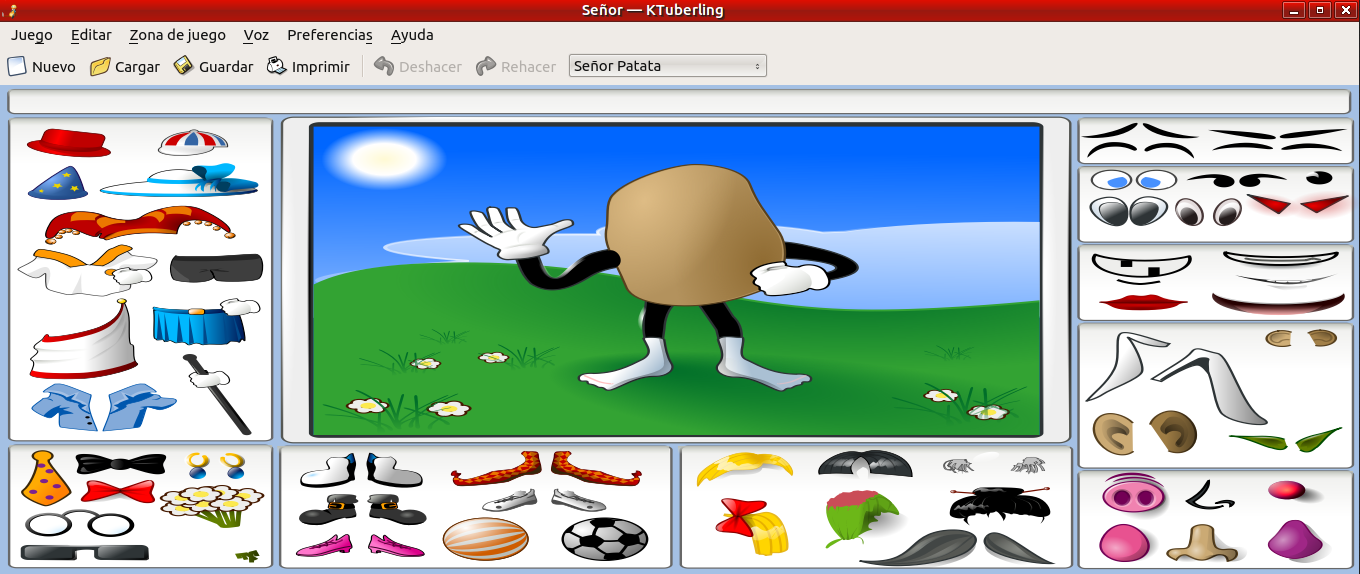 Señor — KTuberling
Juego Editar Zona de juego Voz Preferencias Ayuda
Nuevo Cargar Guardar Imprimir Deshacer Rehacer Señor Patata